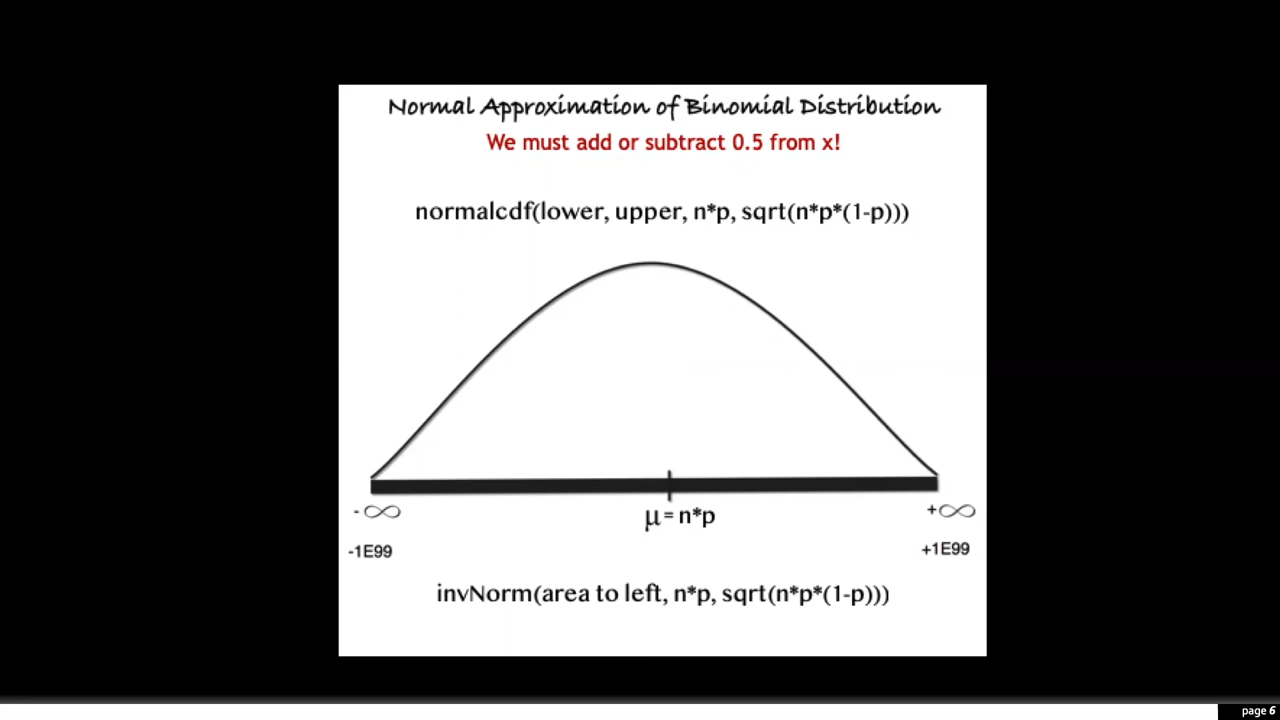 Normal Approximation of Binomial Distribution
We must add or subtract 0.5 from x!
normalcdf(lower, upper, n*p, sqrt(n*p*(1-p)))
- ∞
+∞
μ = n*p
-1E99
+1E99
invNorm(area to left, n*p, sqrt(n*p*(1-p)))
page 6